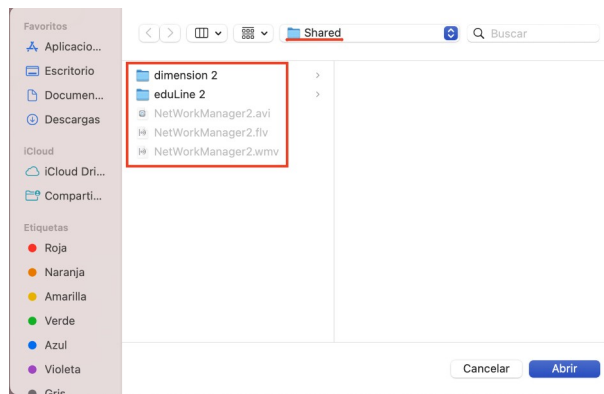 Favoritos
Aplicacio...
Escritorio
Documen...
Descargas
iCloud
iCloud Dri...
Comparti...
Etiquetas
Roja
Naranja
Amarilla
Verde
Azul
Violeta
Gris
Shared
Buscar
dimension 2
eduLine 2
NetWorkManager2.avi
NetWorkManager2.flv
NetWorkManager2.wmv
Cancelar
Abrir